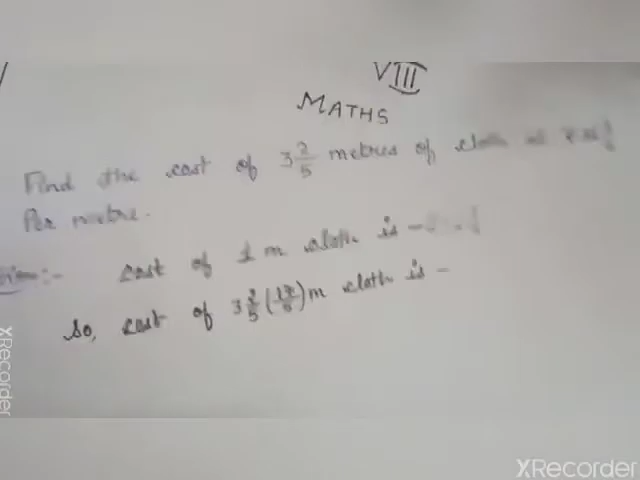 VIII
MATHS
Find the cost of 3 2/5 metres of cloth at
Per metre.
cost of 1 m cloth is -
So, cost of 3 2/5 (17/5) m cloth is -
XRecorder
XRecorder